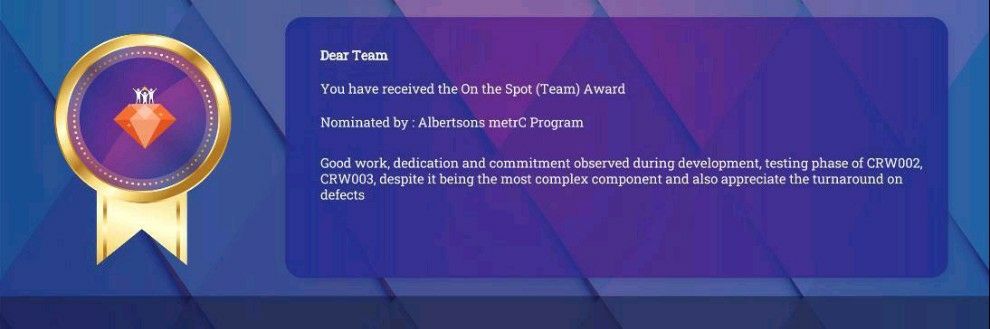 Dear Team
You have received the On the Spot (Team) Award
Nominated by : Albertsons metrC Program
Good work, dedication and commitment observed during development, testing phase of CRW002,
CRW003, despite it being the most complex component and also appreciate the turnaround on
defects